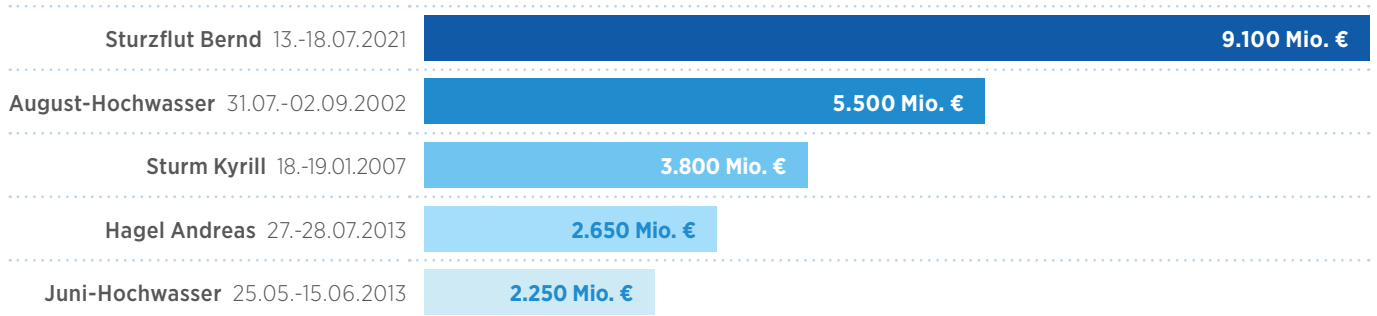 Sturzflut Bernd 13.-18.07.2021 9.100 Mio. €
August-Hochwasser 31.07.-02.09.2002 5.500 Mio. €
Sturm Kyrill 18.-19.01.2007 3.800 Mio. €
Hagel Andreas 27.-28.07.2013 2.650 Mio. €
Juni-Hochwasser 25.05.-15.06.2013 2.250 Mio. €